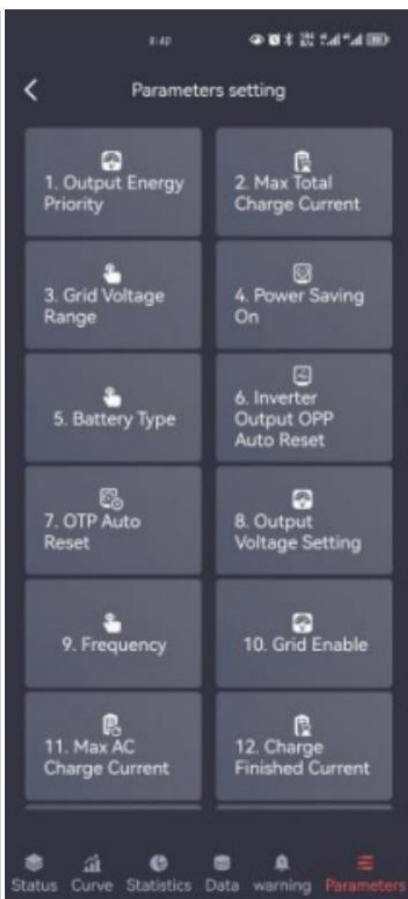 8:40
Parameters setting
1. Output Energy
Priority
2. Max Total
Charge Current
3. Grid Voltage
Range
4. Power Saving
On
5. Battery Type
6. Inverter
Output OPP
Auto Reset
7. OTP Auto
Reset
8. Output
Voltage Setting
9. Frequency
10. Grid Enable
11. Max AC
Charge Current
12. Charge
Finished Current
Status Curve Statistics Data warning Parameters